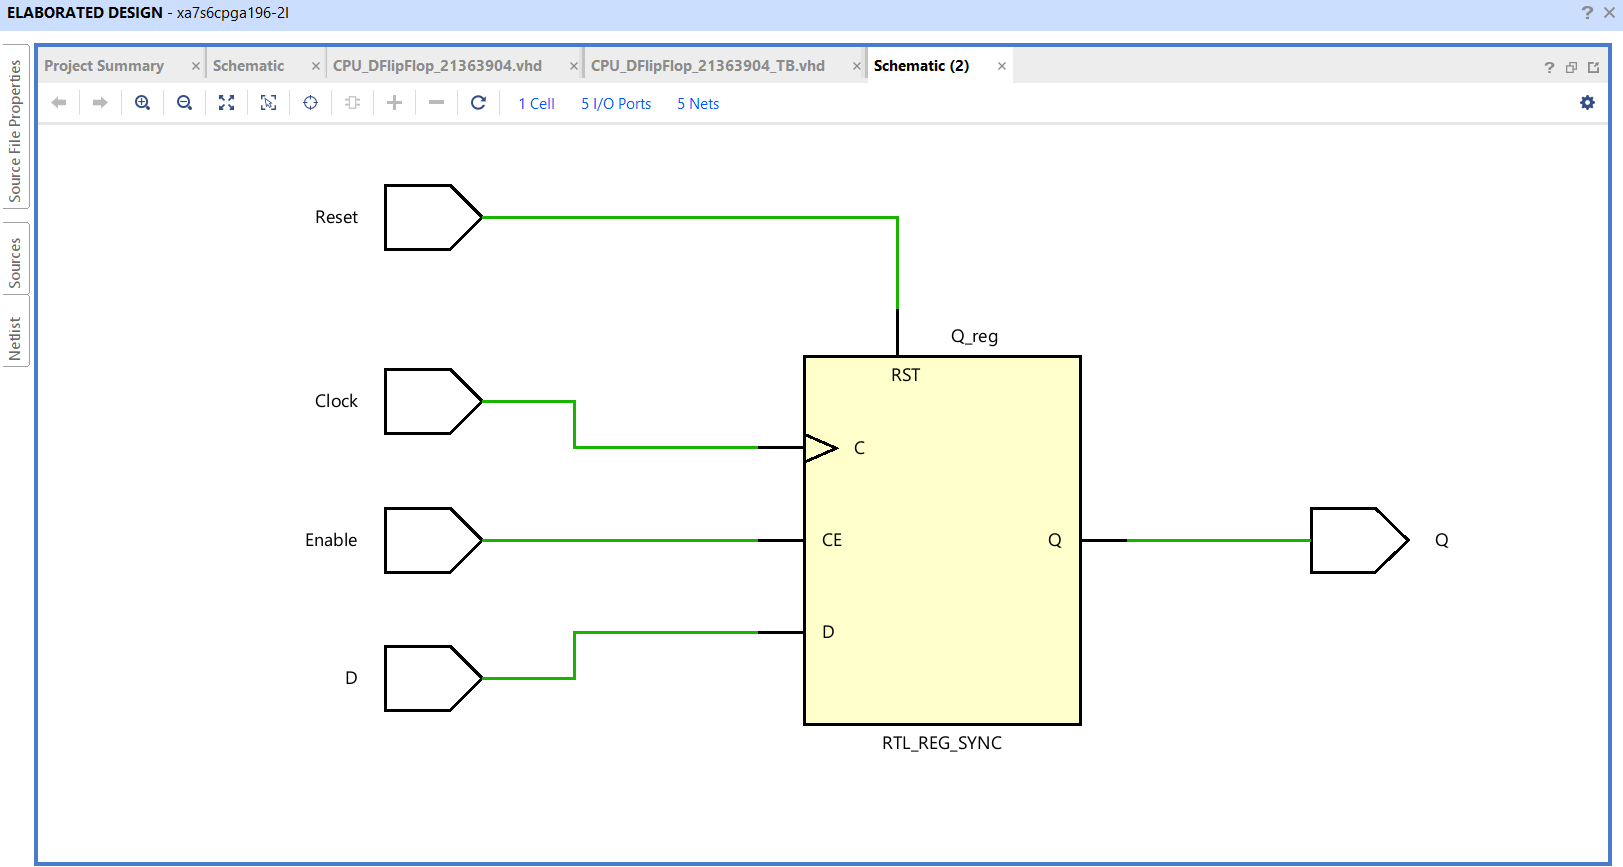 ELABORATED DESIGN - xa7s6cpga196-2I
Source File Properties
Sources
Netlist
Project Summary × Schematic × CPU_DFlipFlop_21363904.vhd × CPU_DFlipFlop_21363904_TB.vhd × Schematic (2) ×
1 Cell 5 I/O Ports 5 Nets
Reset
Q_reg
RST
Clock
C
Enable
CE
Q
Q
D
D
RTL_REG_SYNC